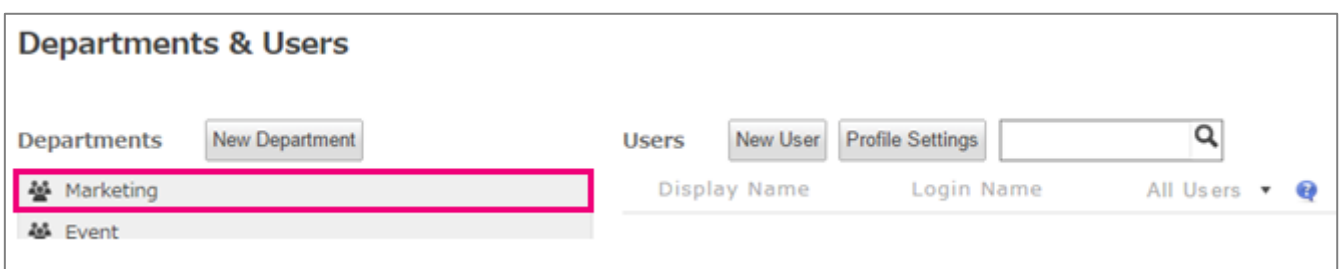 Departments & Users
Departments New Department
Users New User Profile Settings
Marketing
Event
Display Name Login Name All Users